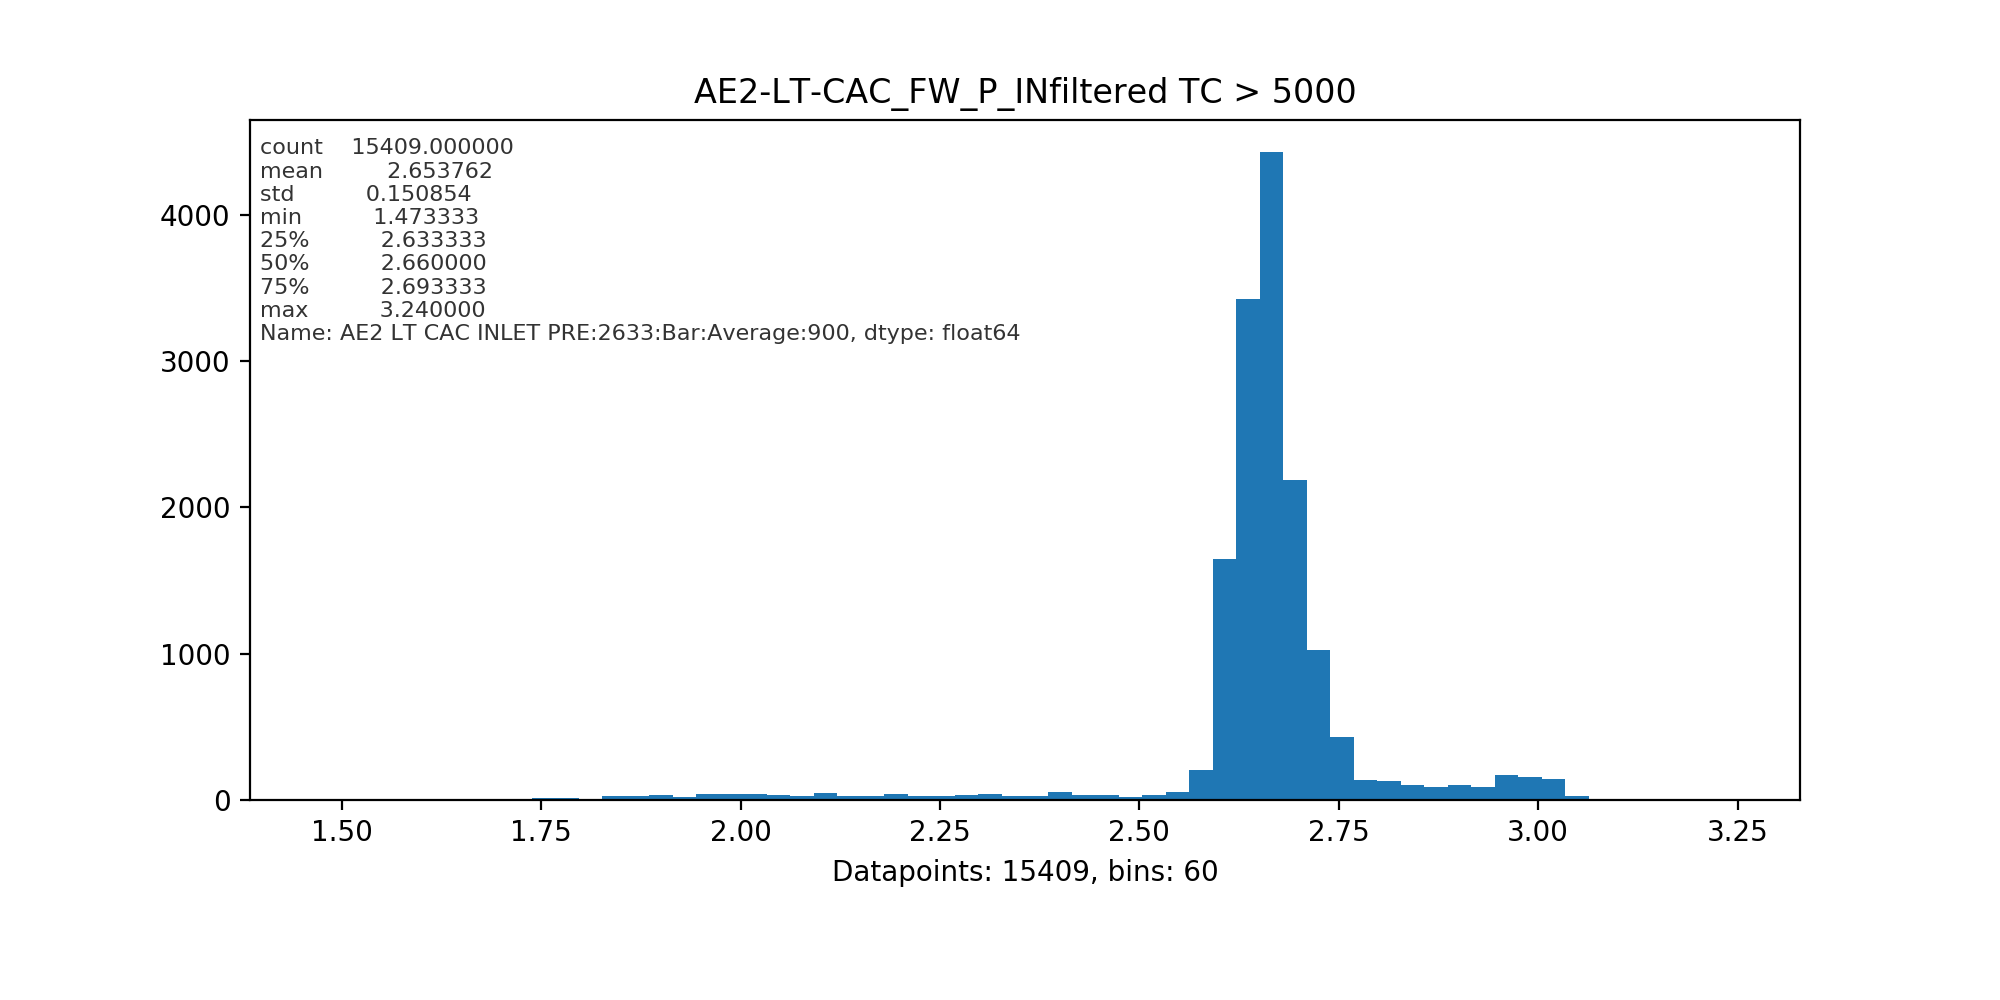 AE2-LT-CAC_FW_P_INfiltered TC > 5000
count 15409.000000
mean 2.653762
std 0.150854
min 1.473333
25% 2.633333
50% 2.660000
75% 2.693333
max 3.240000
Name: AE2 LT CAC INLET PRE:2633:Bar:Average:900, dtype: float64
4000
3000
2000
1000
0
1.50 1.75 2.00 2.25 2.50 2.75 3.00 3.25
Datapoints: 15409, bins: 60